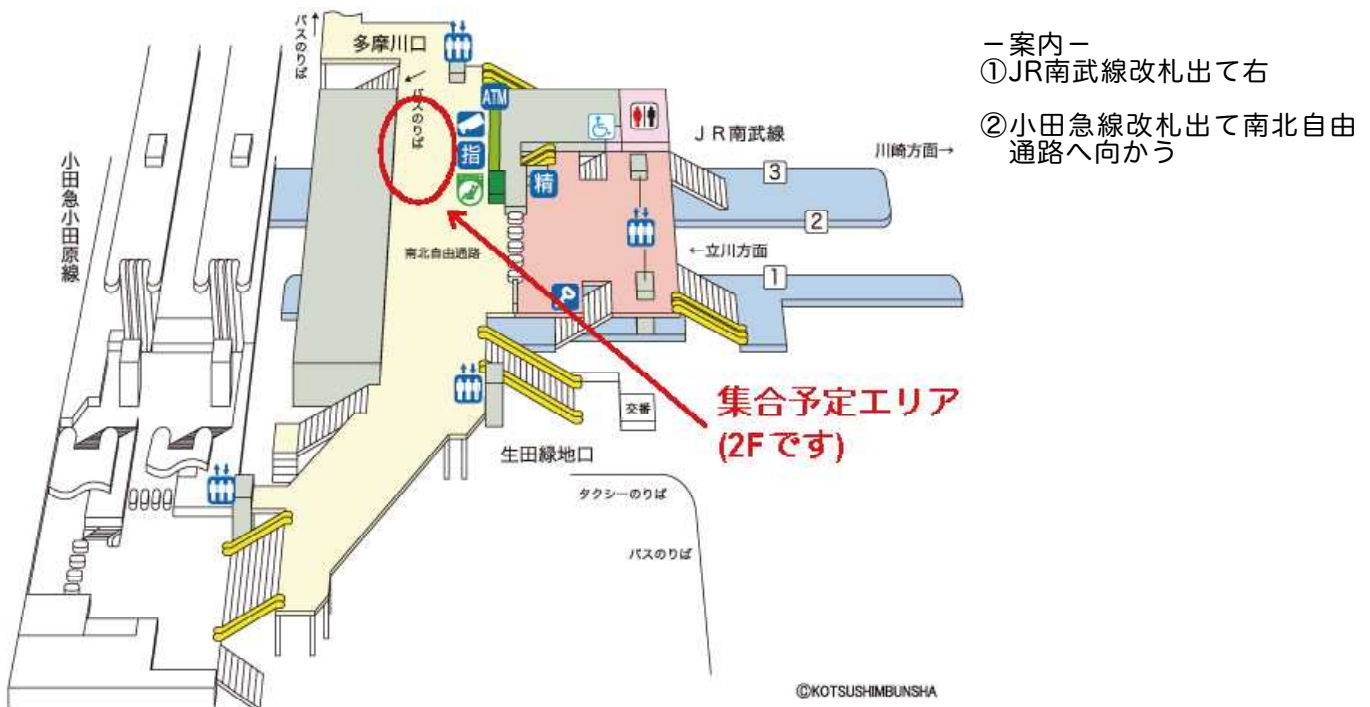 バスのりば
多摩川口
バスのりば
ATM
指
精
JR南武線
川崎方面→
3
2
←立川方面
1
小田急小田原線
南北自由通路
集合予定エリア
(2Fです)
交番
生田緑地口
タクシーのりば
バスのりば
©KOTSUSHIMBUNSHA
－案内－
①JR南武線改札出て右
②小田急線改札出て南北自由
通路へ向かう